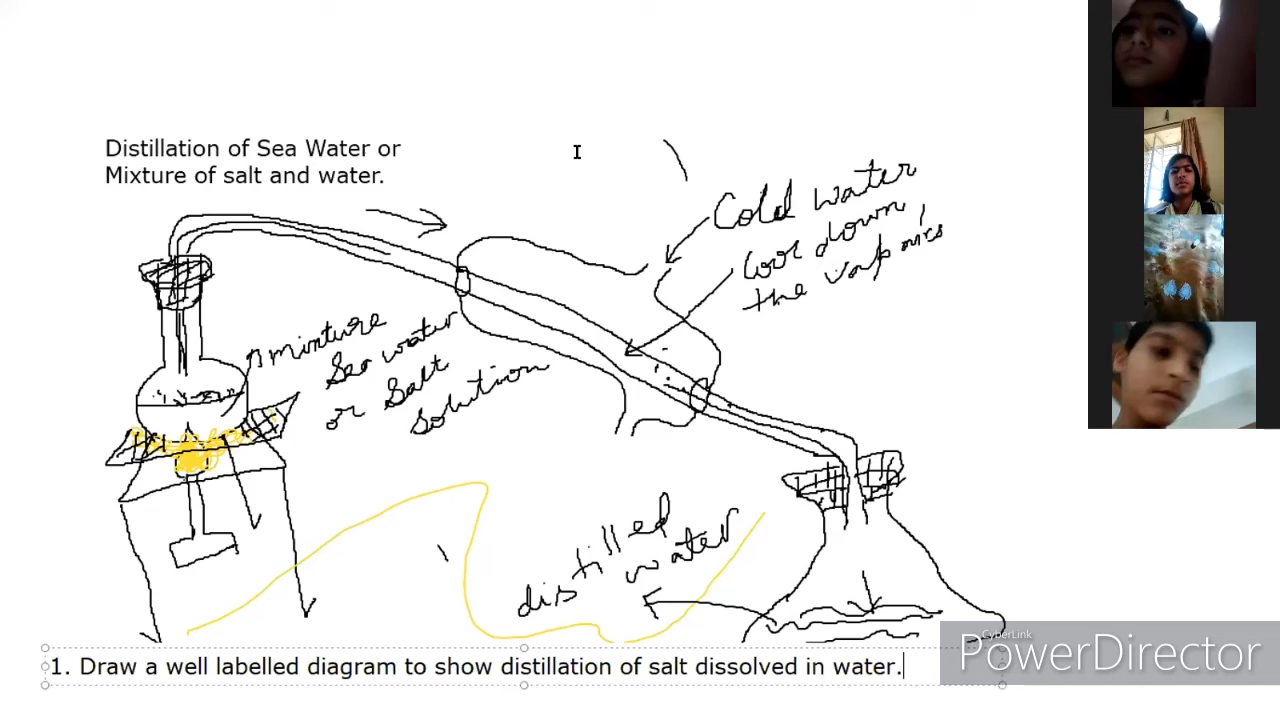 Distillation of Sea Water or
Mixture of salt and water.
Cold water
Cool down
the vapours
mixture
Sea water
or Salt
Solution
distilled
water
1. Draw a well labelled diagram to show distillation of salt dissolved in water.
CyberLink
PowerDirector